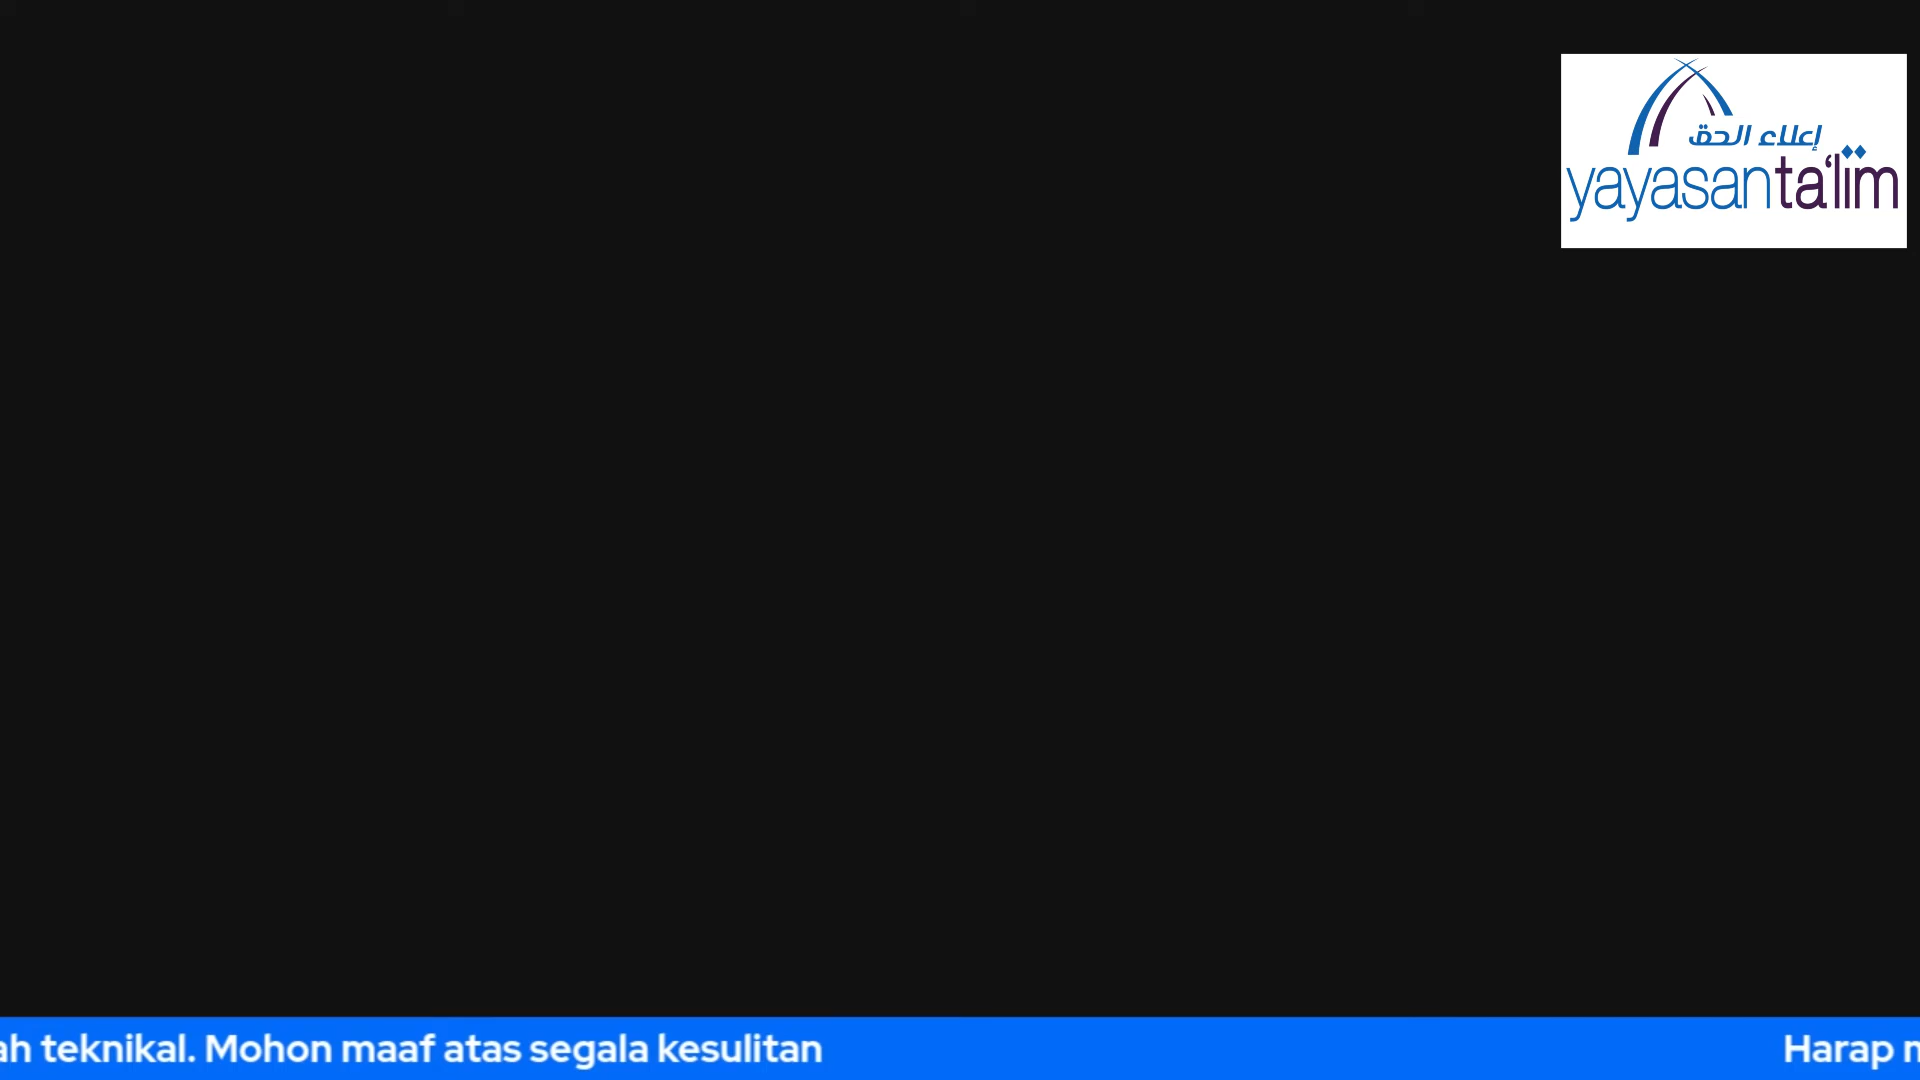 إعلاء الحق
yayasanta'lim
ah teknikal. Mohon maaf atas segala kesulitan
Harap